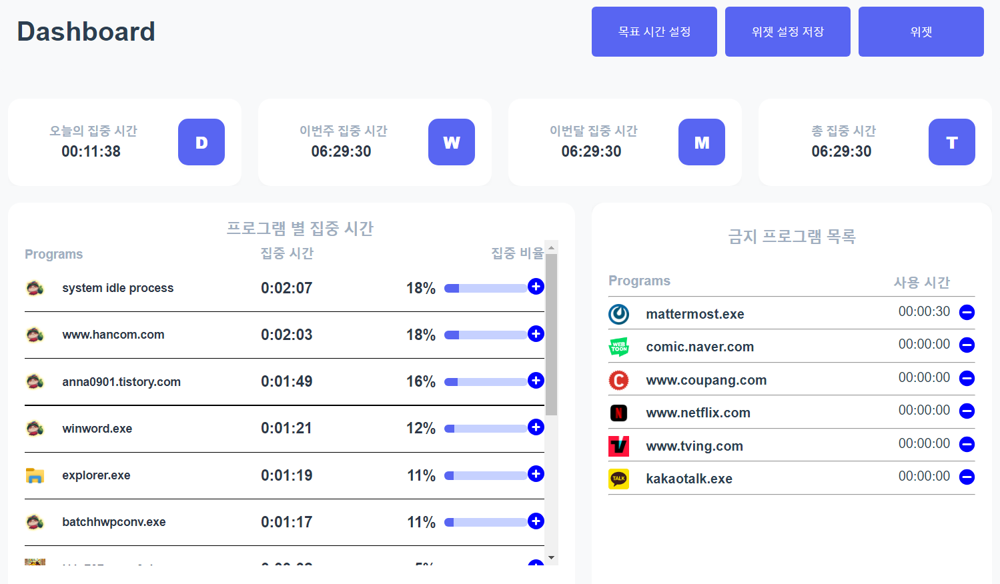 Dashboard
목표 시간 설정
위젯 설정 저장
위젯
오늘의 집중 시간
00:11:38
D
이번주 집중 시간
06:29:30
W
이번달 집중 시간
06:29:30
M
총 집중 시간
06:29:30
T
프로그램 별 집중 시간
Programs 집중 시간 집중 비율
system idle process 0:02:07 18%
www.hancom.com 0:02:03 18%
anna0901.tistory.com 0:01:49 16%
winword.exe 0:01:21 12%
explorer.exe 0:01:19 11%
batchhwpconv.exe 0:01:17 11%
금지 프로그램 목록
Programs 사용 시간
mattermost.exe 00:00:30
WEB TOON comic.naver.com 00:00:00
C www.coupang.com 00:00:00
N www.netflix.com 00:00:00
www.tving.com 00:00:00
TALK kakaotalk.exe 00:00:00